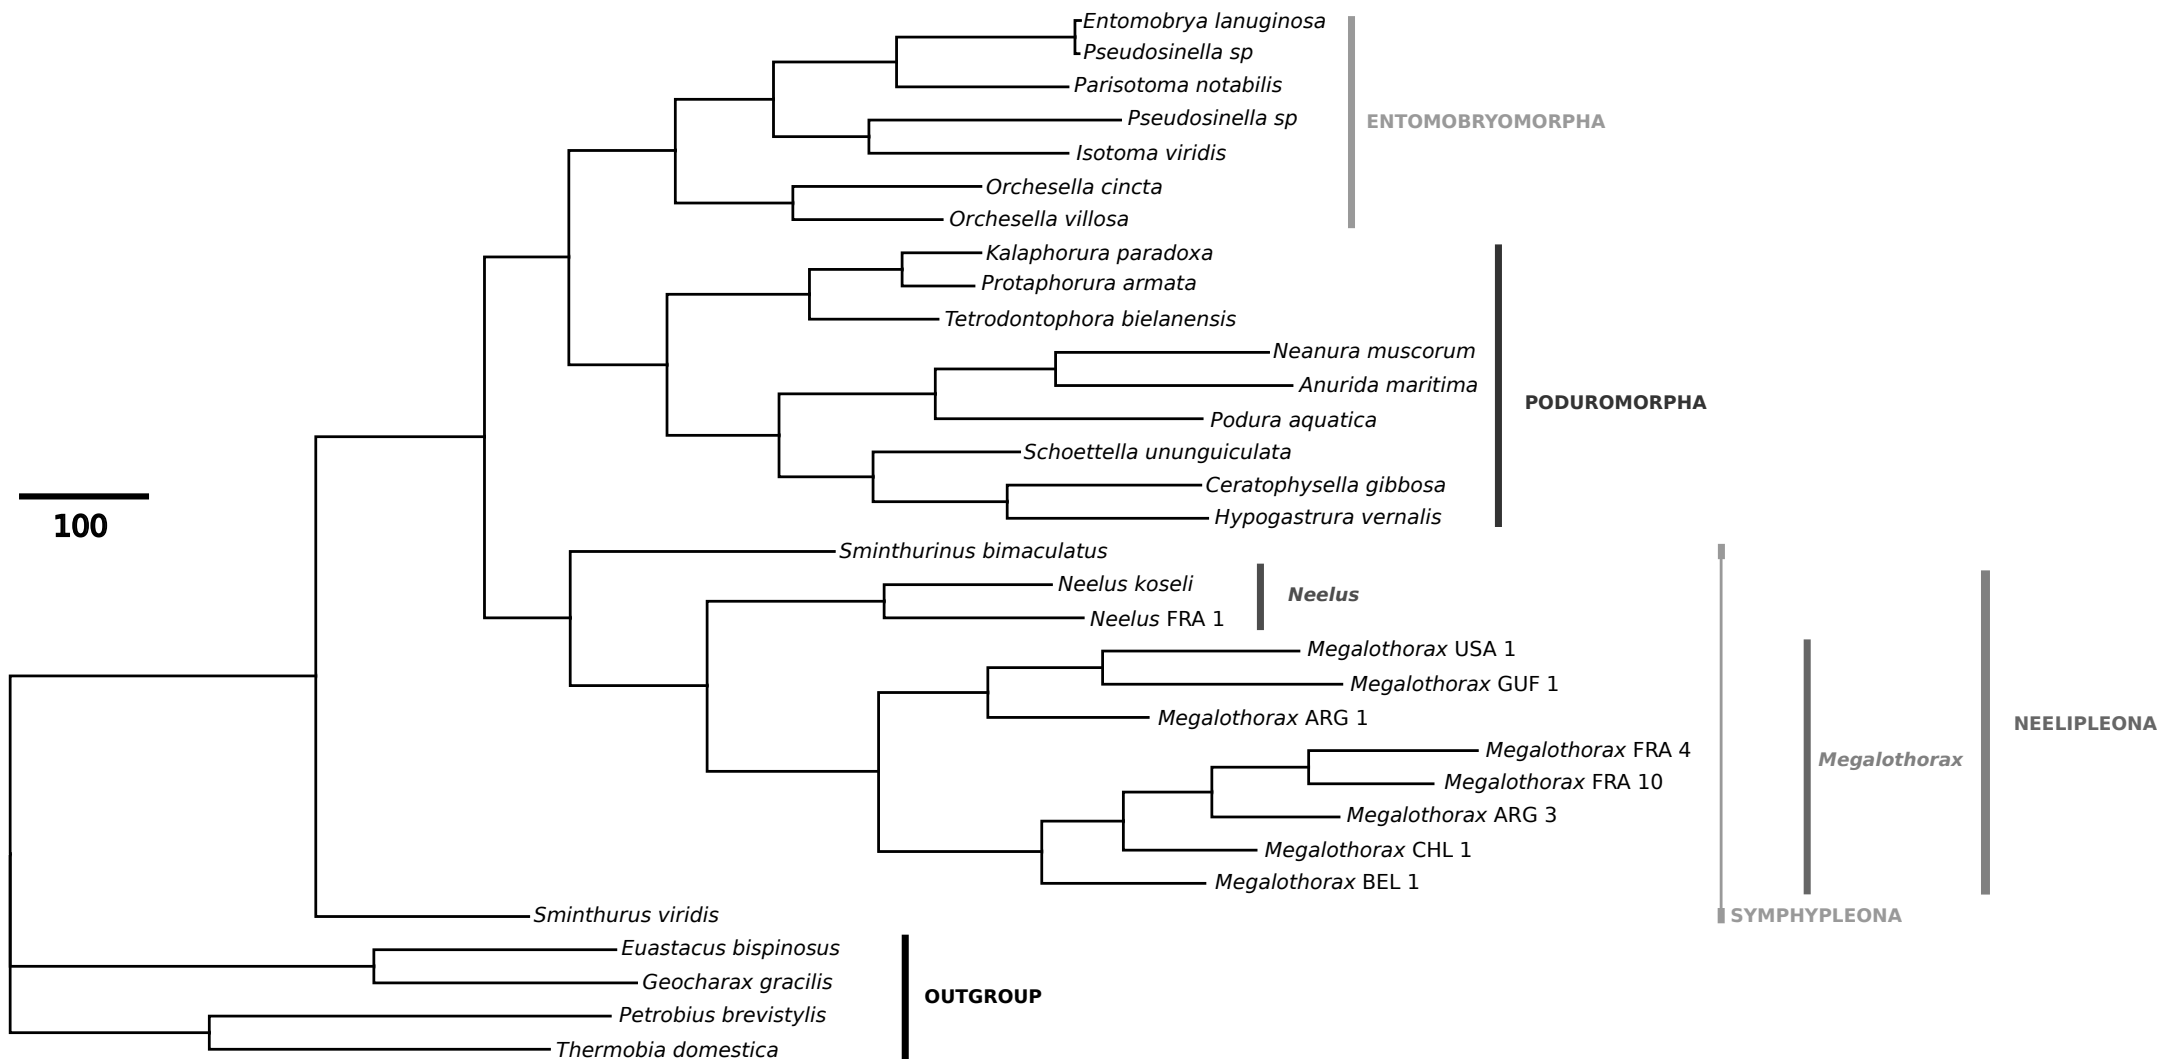 Entomobrya lanuginosa
Pseudosinella sp
Parisotoma notabilis
Pseudosinella sp
ENTOMOBRYOMORPHA
Isotoma viridis
Orchesella cincta
Orchesella villosa
Kalaphorura paradoxa
Protaphorura armata
Tetrodontophora bielanensis
Neanura muscorum
Anurida maritima
PODUROMORPHA
Podura aquatica
Schoettella ununguiculata
Ceratophysella gibbosa
Hypogastrura vernalis
100
Sminthurinus bimaculatus
Neelus koseli
Neelus
Neelus FRA 1
Megalothorax USA 1
Megalothorax GUF 1
Megalothorax ARG 1
NEELIPLEONA
Megalothorax FRA 4
Megalothorax
Megalothorax FRA 10
Megalothorax ARG 3
Megalothorax CHL 1
Megalothorax BEL 1
Sminthurus viridis
SYMPHYPLEONA
Euastacus bispinosus
Geocharax gracilis
OUTGROUP
Petrobius brevistylis
Thermobia domestica